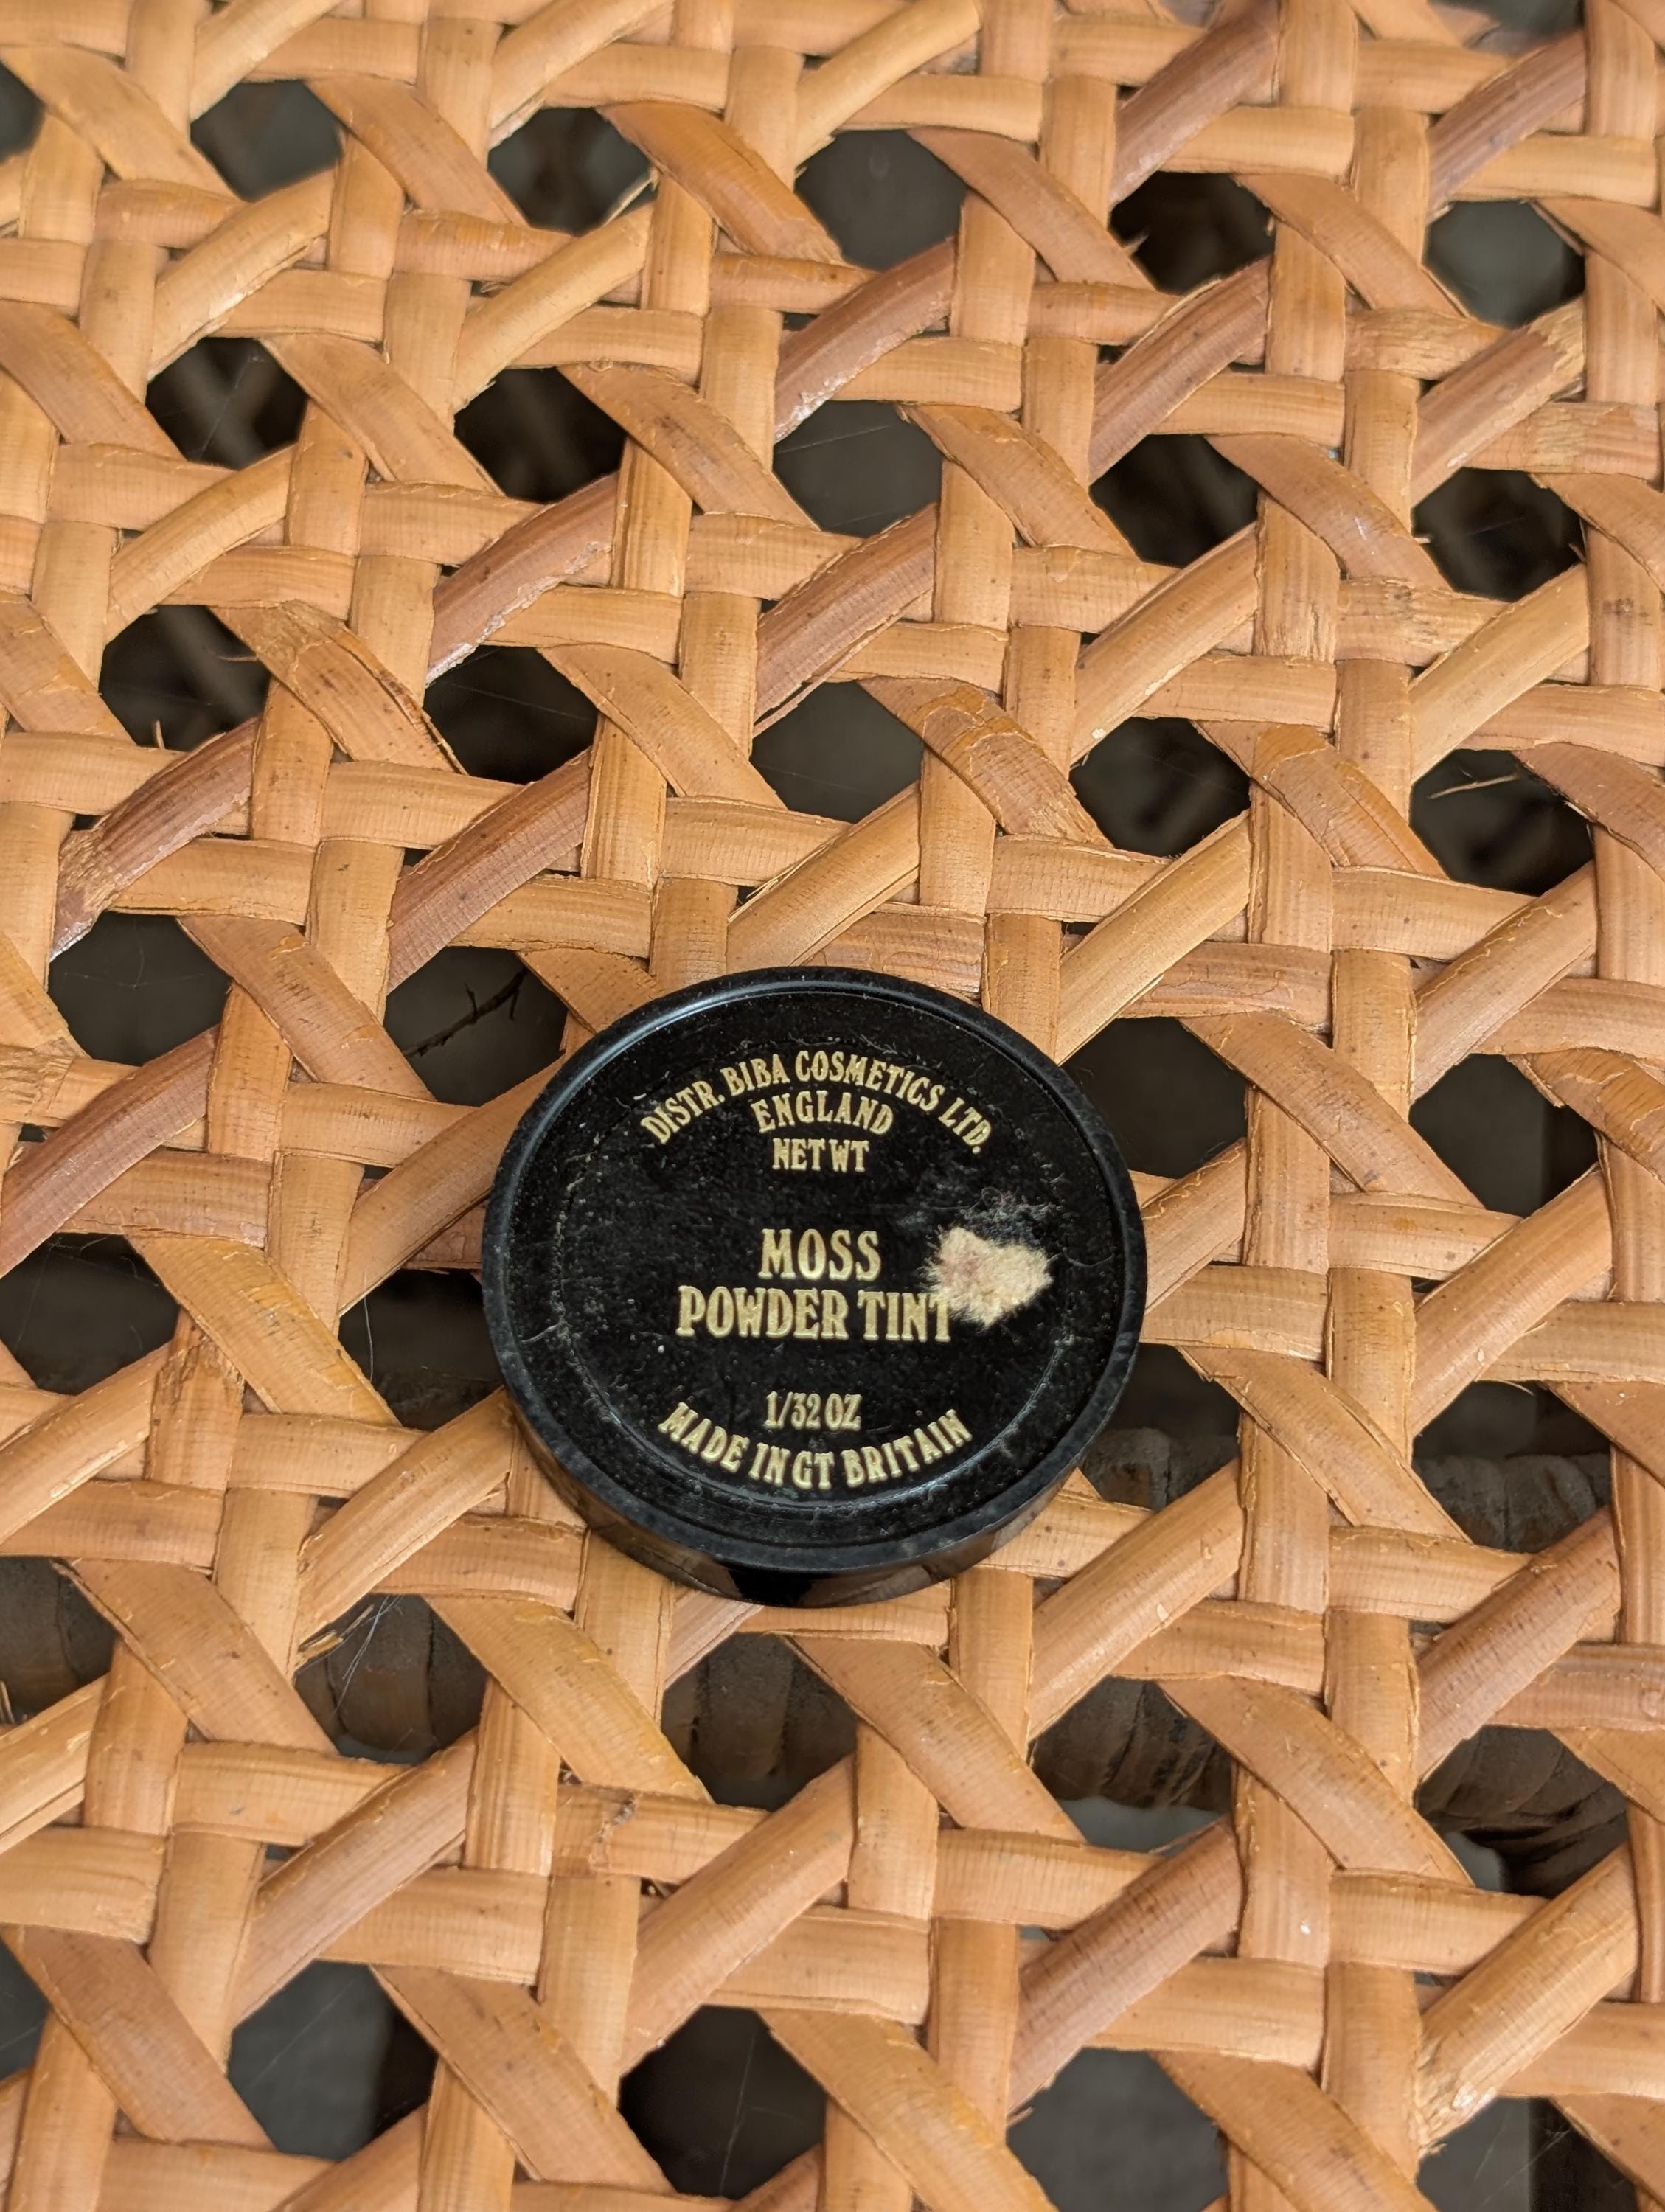 DISTR. BIBA COSMETICS LTD.
ENGLAND
NET WT
MOSS
POWDER TINT
1/32 OZ
MADE IN GT BRITAIN